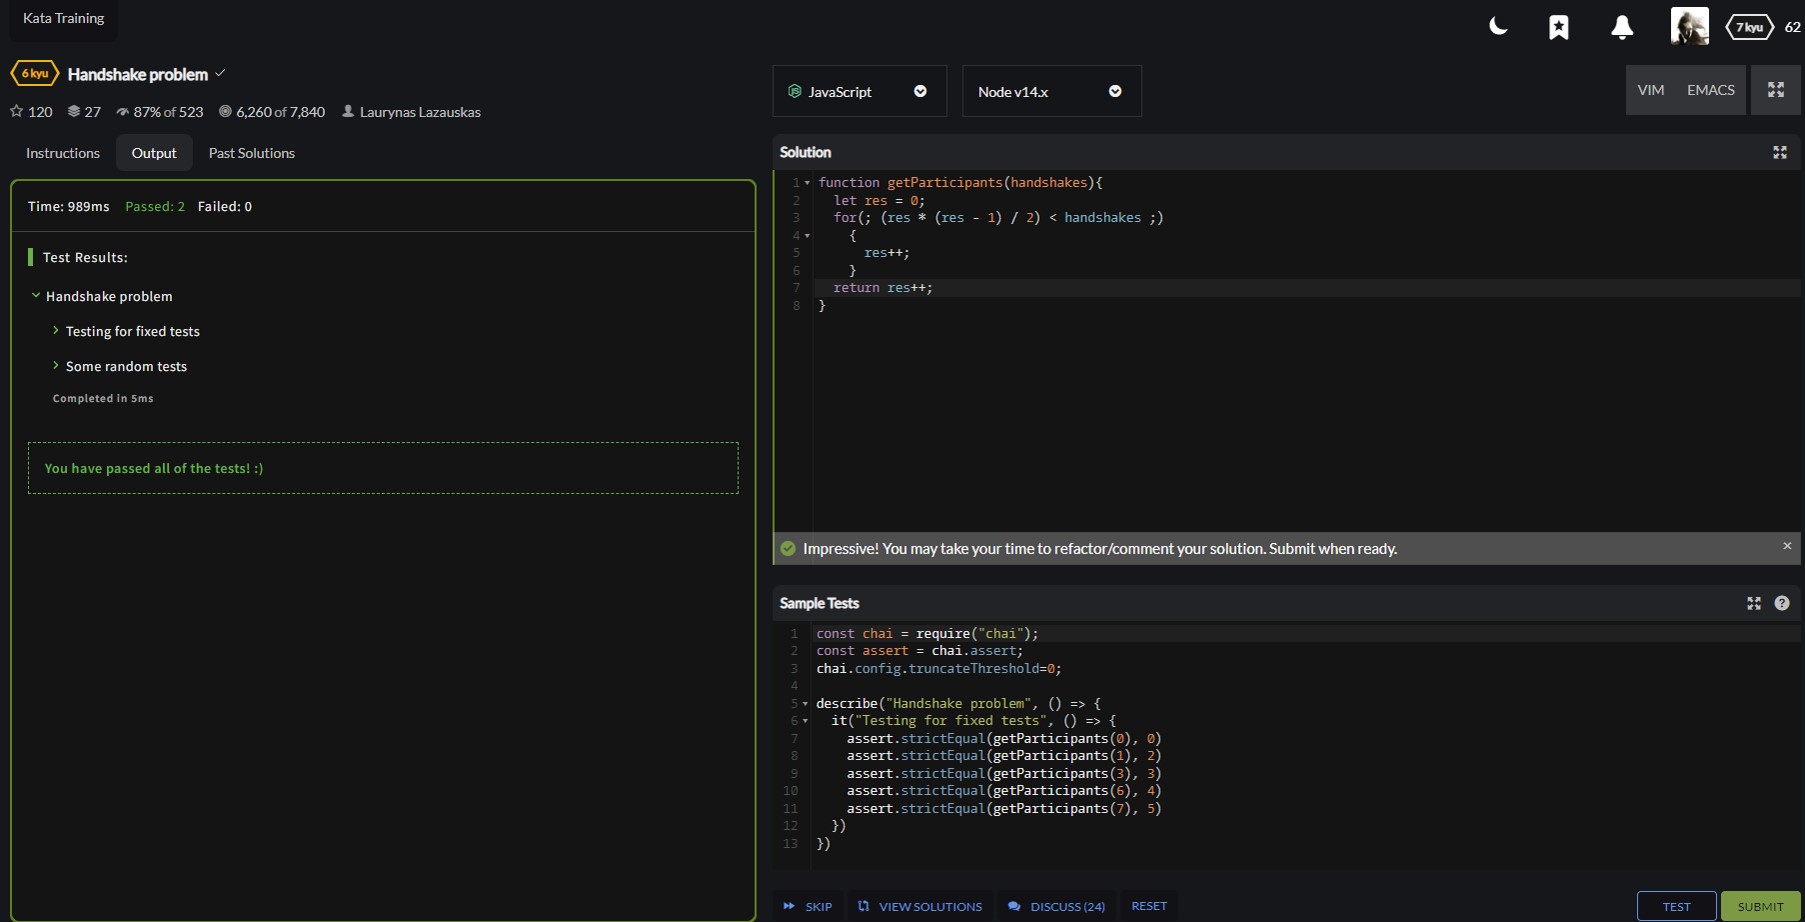 Kata Training
7 kyu 62
6 kyu Handshake problem
120 27 87% of 523 6,260 of 7,840 Laurynas Lazauskas
Instructions Output Past Solutions
Time: 989ms Passed: 2 Failed: 0
Test Results:
Handshake problem
Testing for fixed tests
Some random tests
Completed in 5ms
You have passed all of the tests! :)
JavaScript Node v14.x VIM EMACS
Solution
1 function getParticipants(handshakes){
2 let res = 0;
3 for(; (res * (res - 1) / 2) < handshakes ;)
4 {
5 res++;
6 }
7 return res++;
8 }
Impressive! You may take your time to refactor/comment your solution. Submit when ready. ×
Sample Tests ?
1 const chai = require("chai");
2 const assert = chai.assert;
3 chai.config.truncateThreshold=0;
4
5 describe("Handshake problem", () => {
6 it("Testing for fixed tests", () => {
7 assert.strictEqual(getParticipants(0), 0)
8 assert.strictEqual(getParticipants(1), 2)
9 assert.strictEqual(getParticipants(3), 3)
10 assert.strictEqual(getParticipants(6), 4)
11 assert.strictEqual(getParticipants(7), 5)
12 })
13 })
SKIP VIEW SOLUTIONS DISCUSS (24) RESET TEST SUBMIT